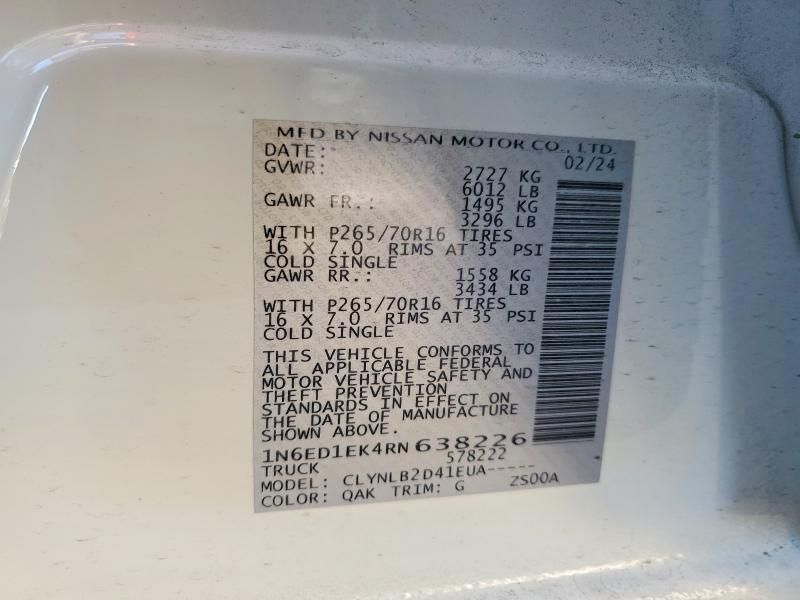 MFD BY NISSAN MOTOR CO., LTD.
DATE: 02/24
GVWR: 2727 KG
6012 LB
GAWR FR.: 1495 KG
3296 LB
WITH P265/70R16 TIRES
16 X 7.0 RIMS AT 35 PSI
COLD SINGLE
GAWR RR.: 1558 KG
3434 LB
WITH P265/70R16 TIRES
16 X 7.0 RIMS AT 35 PSI
COLD SINGLE
THIS VEHICLE CONFORMS TO
ALL APPLICABLE FEDERAL
MOTOR VEHICLE SAFETY AND
THEFT PREVENTION
STANDARDS IN EFFECT ON
THE DATE OF MANUFACTURE
SHOWN ABOVE.
1N6ED1EK4RN638226
TRUCK 578222
MODEL: CLYNLB2D41EUA-----
COLOR: QAK TRIM: G ZS00A